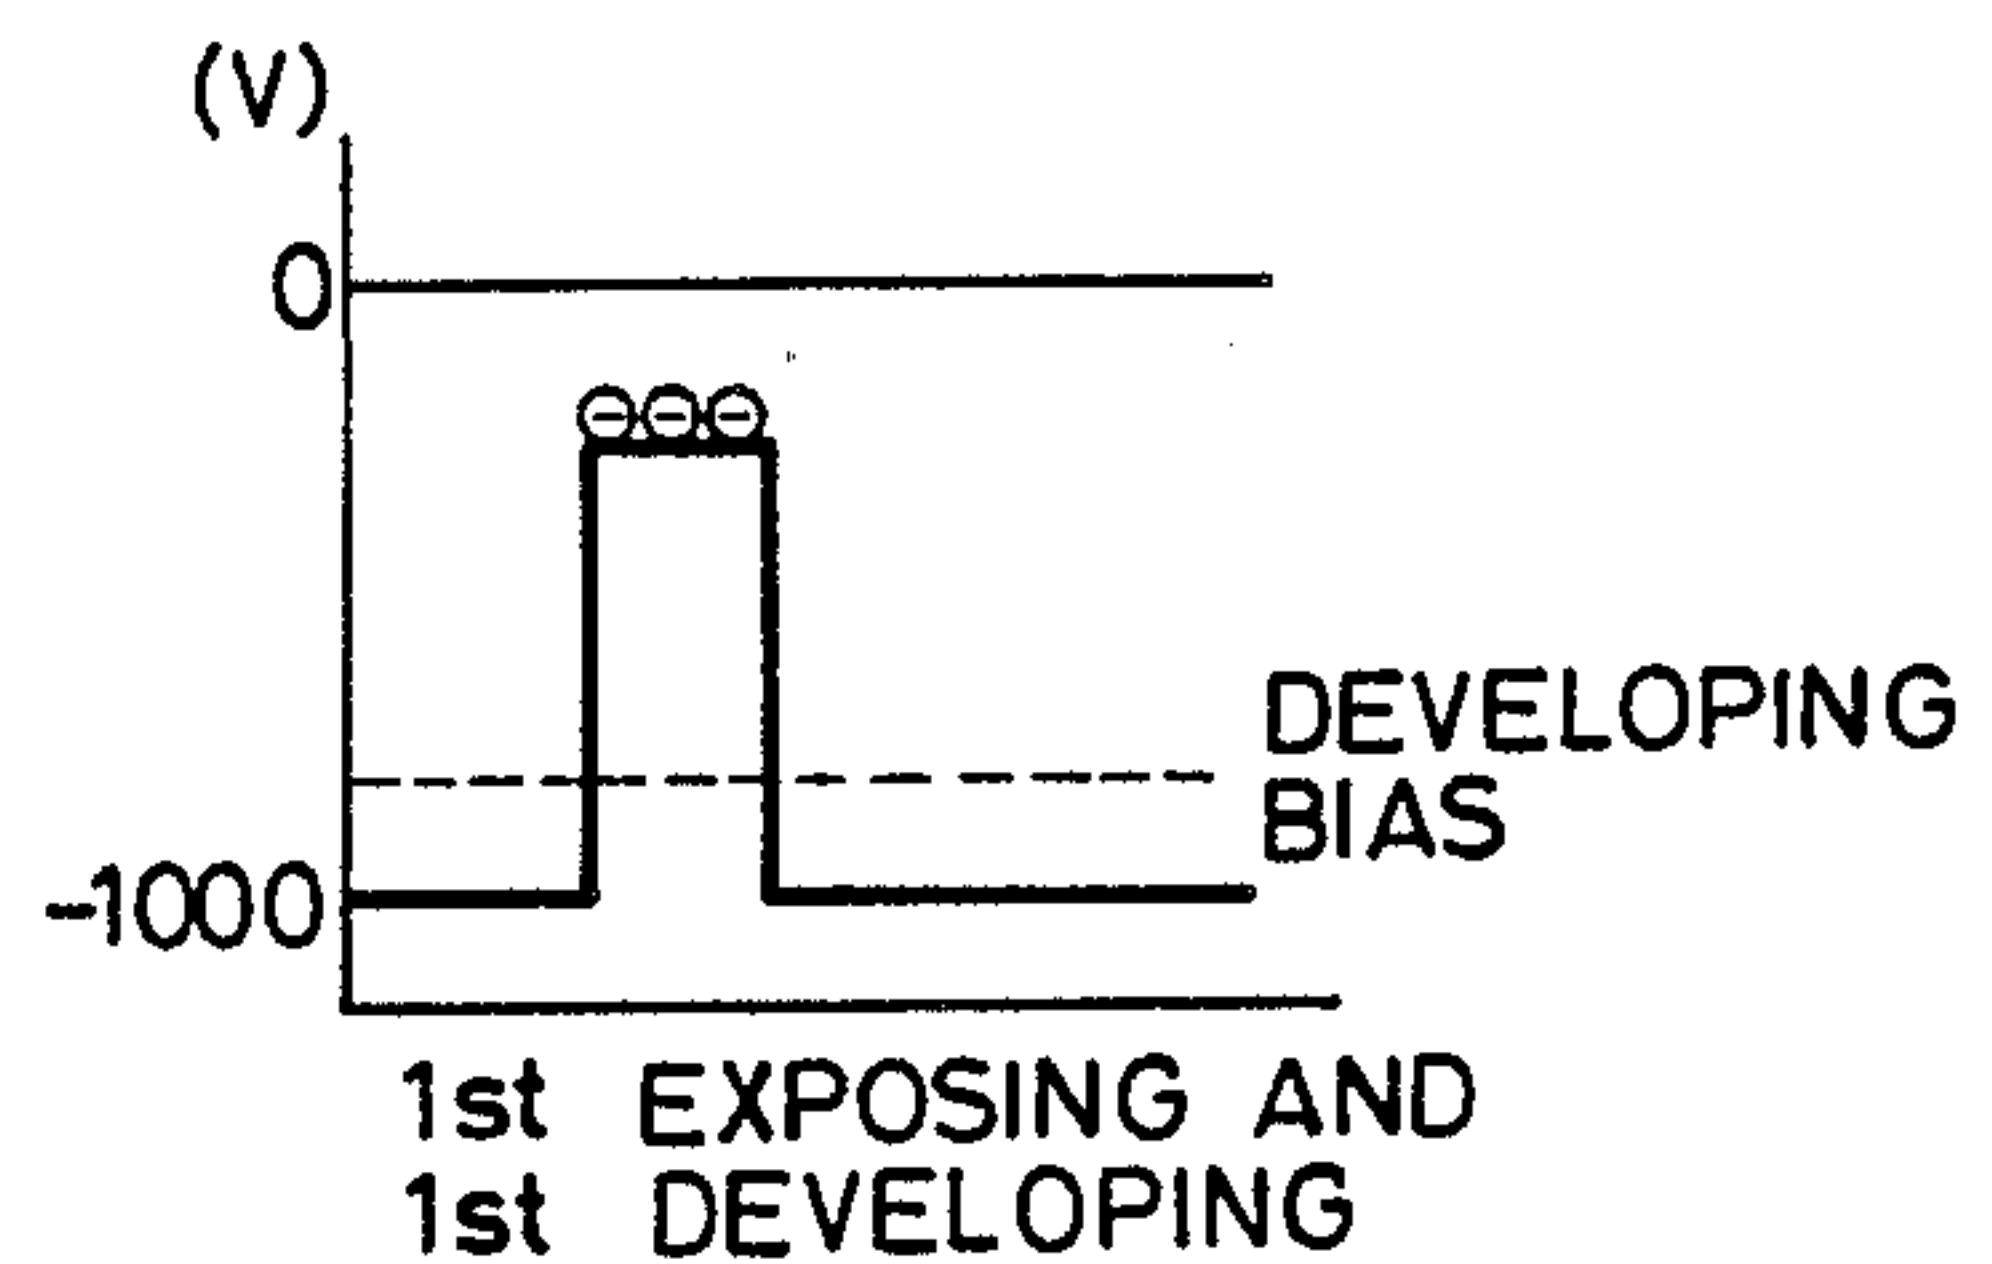 (V)
0
⊖⊖⊖
DEVELOPING
BIAS
-1000
1st EXPOSING AND
1st DEVELOPING